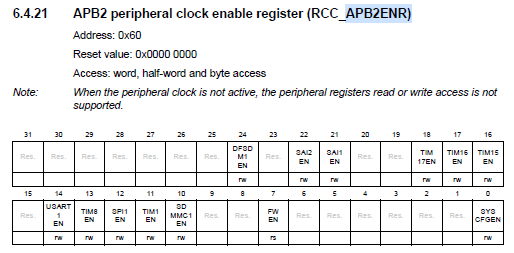 6.4.21 APB2 peripheral clock enable register (RCC_APB2ENR)
Address: 0x60
Reset value: 0x0000 0000
Access: word, half-word and byte access
Note: When the peripheral clock is not active, the peripheral registers read or write access is not
supported.
31 30 29 28 27 26 25 24 23 22 21 20 19 18 17 16
Res. Res. Res. Res. Res. Res. Res. DFSD M1 EN Res. SAI2 EN SAI1 EN Res. Res. TIM 17EN TIM16 EN TIM15 EN
rw rw rw rw rw rw
15 14 13 12 11 10 9 8 7 6 5 4 3 2 1 0
Res. USART 1 EN TIM8 EN SPI1 EN TIM1 EN SD MMC1 EN Res. Res. FW EN Res. Res. Res. Res. Res. Res. SYS CFGEN
rw rw rw rw rw rs rw